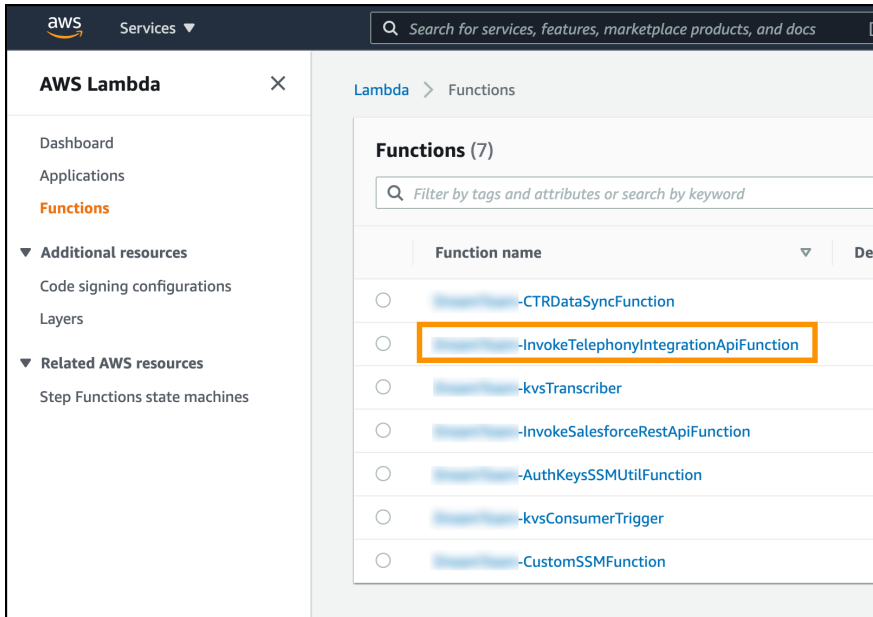 aws
Services
Search for services, features, marketplace products, and docs
AWS Lambda
Dashboard
Applications
Functions
Additional resources
Code signing configurations
Layers
Related AWS resources
Step Functions state machines
Lambda > Functions
Functions (7)
Filter by tags and attributes or search by keyword
Function name
De
-CTRDataSyncFunction
-InvokeTelephonyIntegrationApiFunction
-kvsTranscriber
-InvokeSalesforceRestApiFunction
-AuthKeysSSMUtilFunction
-kvsConsumerTrigger
-CustomSSMFunction